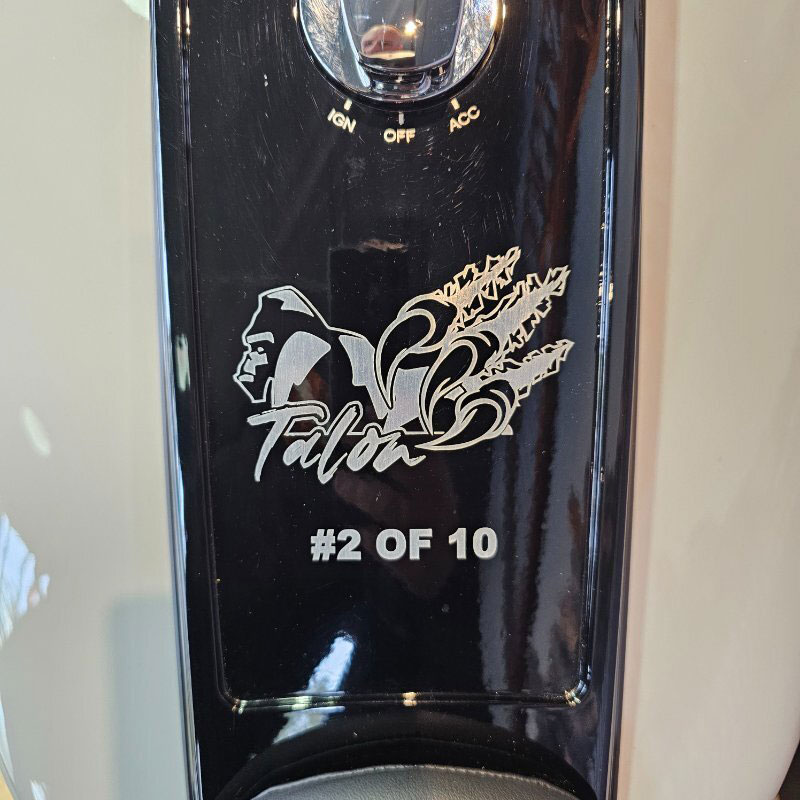 IGN OFF ACC
Talon
#2 OF 10